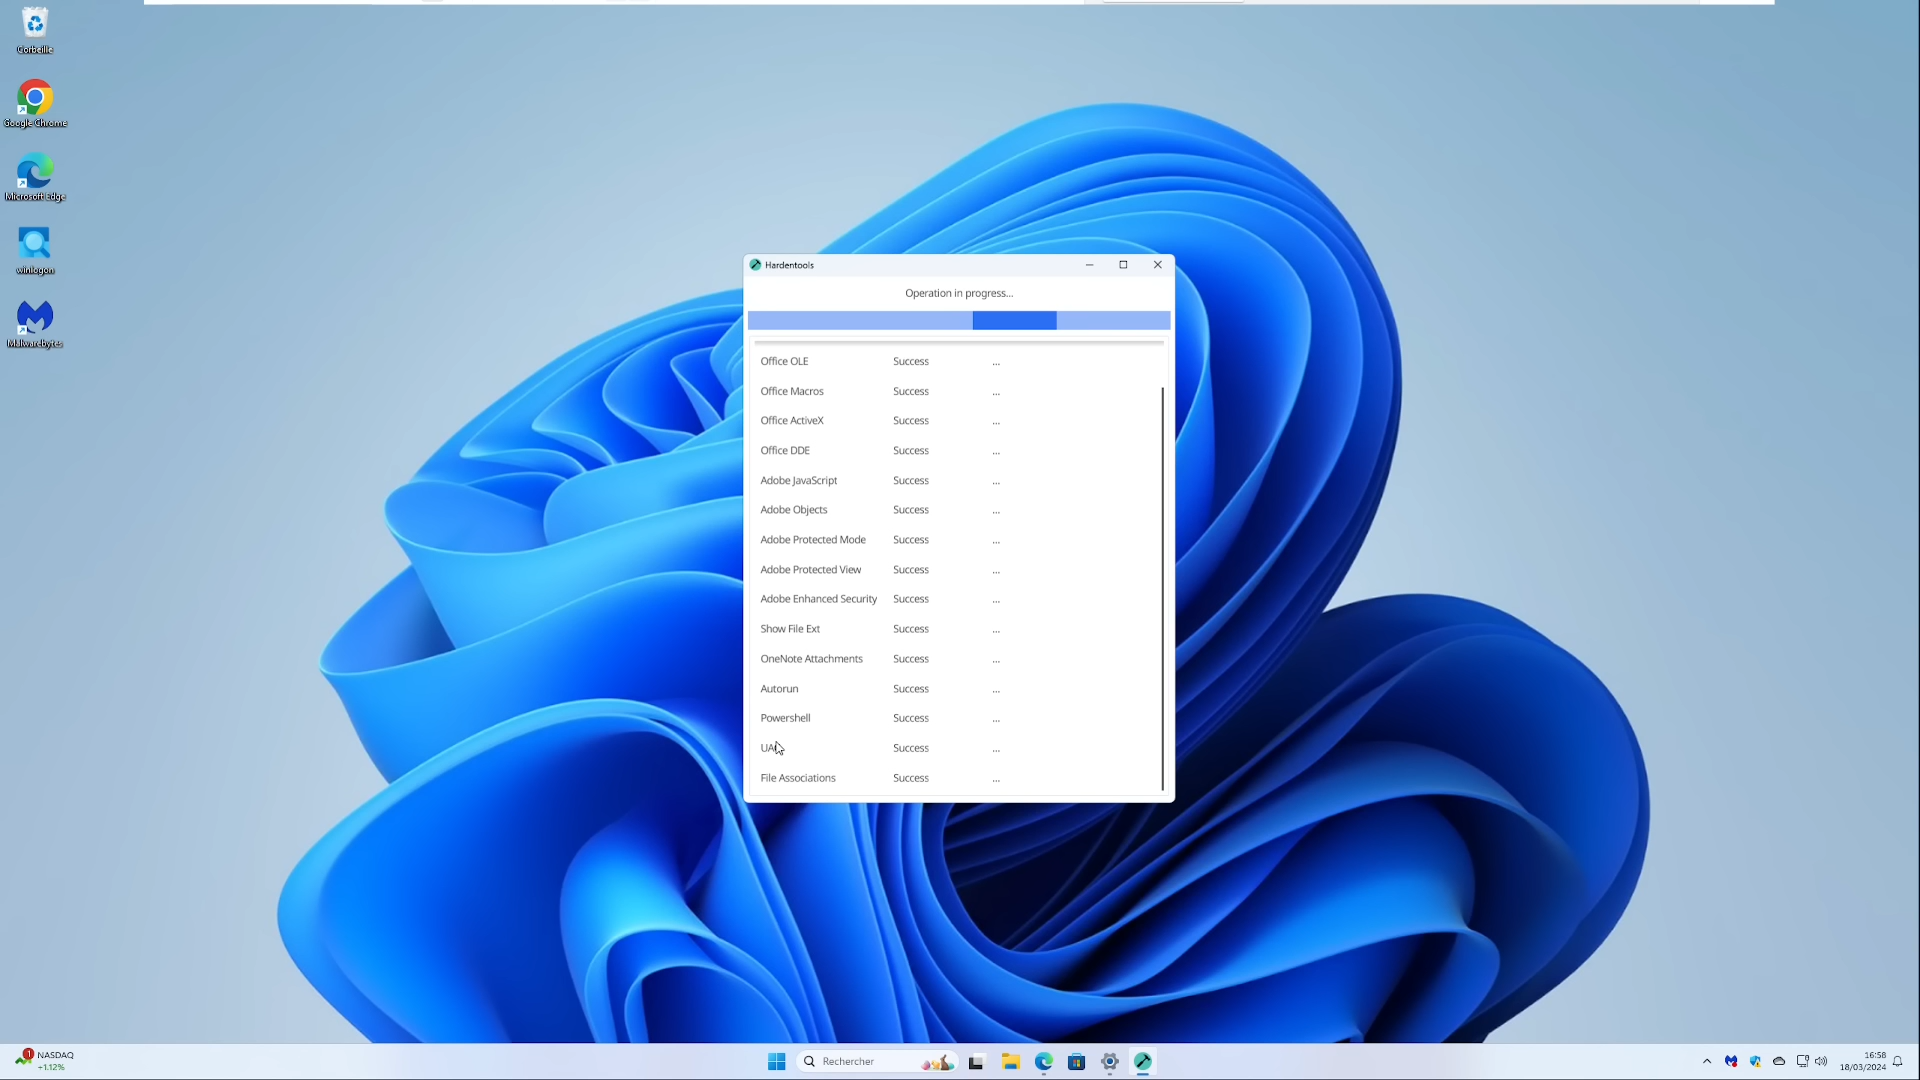 Corbeille
Google Chrome
Microsoft Edge
winlogon
Malwarebytes
Hardentools
Operation in progress...
Office OLE Success ...
Office Macros Success ...
Office ActiveX Success ...
Office DDE Success ...
Adobe JavaScript Success ...
Adobe Objects Success ...
Adobe Protected Mode Success ...
Adobe Protected View Success ...
Adobe Enhanced Security Success ...
Show File Ext Success ...
OneNote Attachments Success ...
Autorun Success ...
Powershell Success ...
UAC Success ...
File Associations Success ...
1
NASDAQ
+1.12%
Rechercher
16:58
18/03/2024